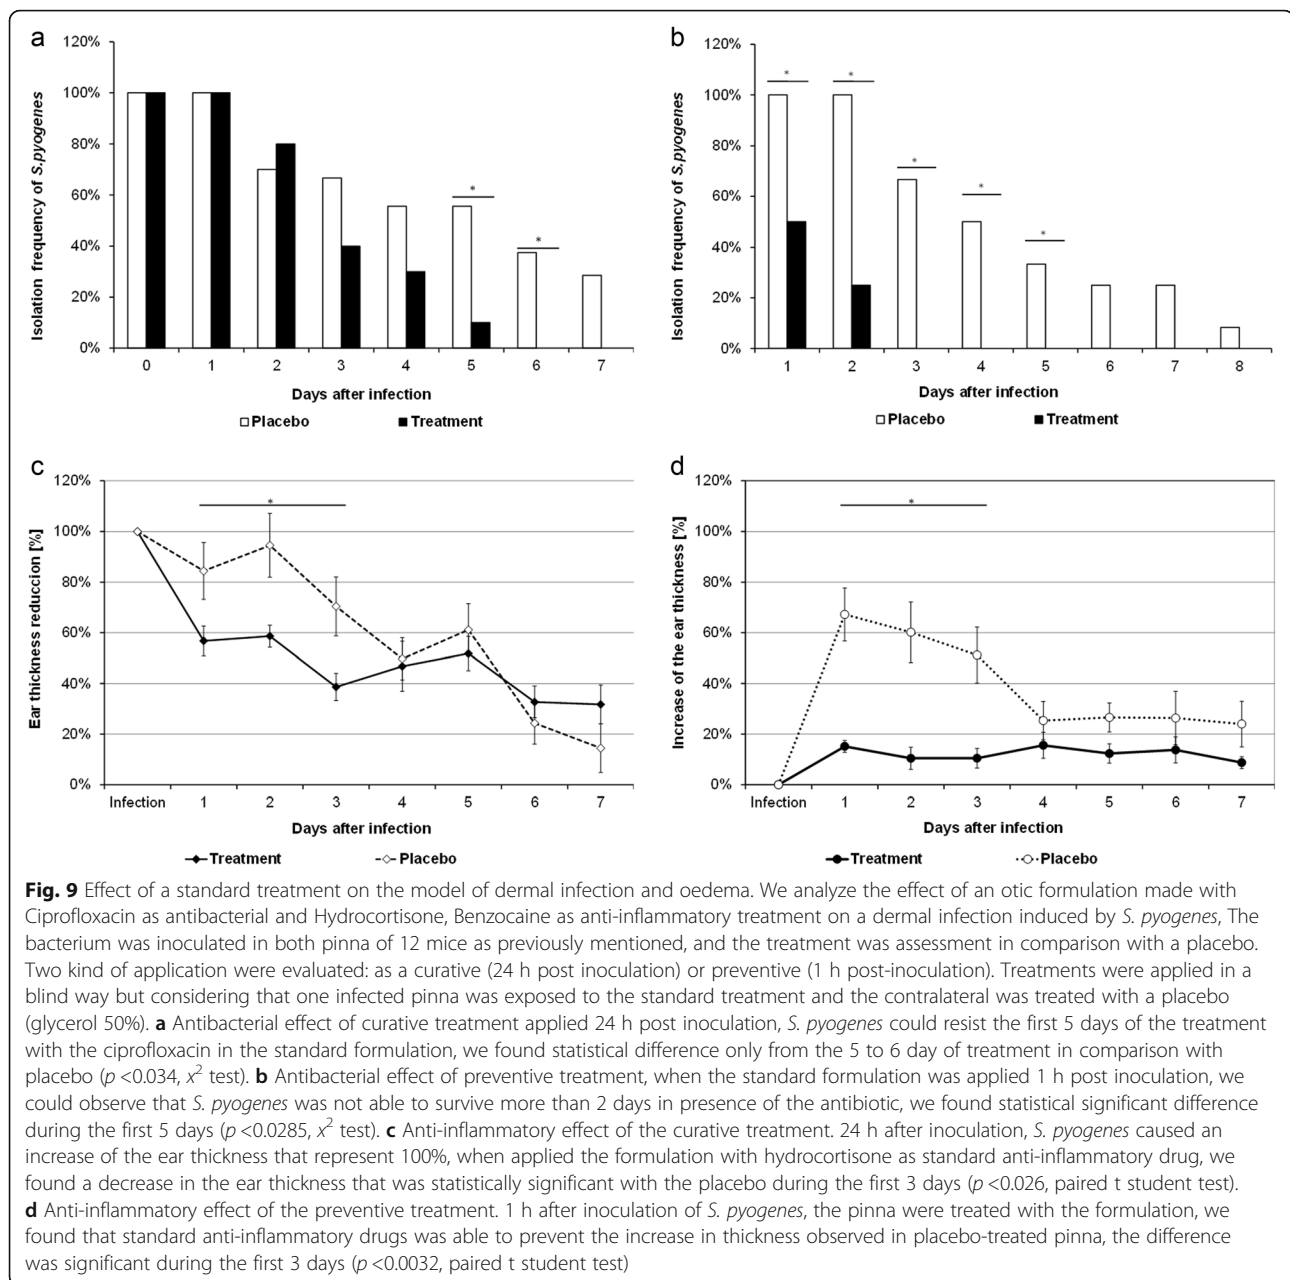 a
120%
100%
80%
60%
40%
20%
0%
Isolation frequency of S.pyogenes
*
*
0 1 2 3 4 5 6 7
Days after infection
Placebo Treatment
b
120%
100%
80%
60%
40%
20%
0%
Isolation frequency of S.pyogenes
* *
*
*
*
1 2 3 4 5 6 7 8
Days after infection
Placebo Treatment
c
120%
100%
80%
60%
40%
20%
0%
Ear thickness reduccion [%]
*
Infection 1 2 3 4 5 6 7
Days after infection
Treatment Placebo
d
120%
100%
80%
60%
40%
20%
0%
Increase of the ear thickness [%]
*
Infection 1 2 3 4 5 6 7
Days after infection
Treatment Placebo
Fig. 9 Effect of a standard treatment on the model of dermal infection and oedema. We analyze the effect of an otic formulation made with
Ciprofloxacin as antibacterial and Hydrocortisone, Benzocaine as anti-inflammatory treatment on a dermal infection induced by S. pyogenes, The
bacterium was inoculated in both pinna of 12 mice as previously mentioned, and the treatment was assessment in comparison with a placebo.
Two kind of application were evaluated: as a curative (24 h post inoculation) or preventive (1 h post-inoculation). Treatments were applied in a
blind way but considering that one infected pinna was exposed to the standard treatment and the contralateral was treated with a placebo
(glycerol 50%). a Antibacterial effect of curative treatment applied 24 h post inoculation, S. pyogenes could resist the first 5 days of the treatment
with the ciprofloxacin in the standard formulation, we found statistical difference only from the 5 to 6 day of treatment in comparison with
placebo (p <0.034, x² test). b Antibacterial effect of preventive treatment, when the standard formulation was applied 1 h post inoculation, we
could observe that S. pyogenes was not able to survive more than 2 days in presence of the antibiotic, we found statistical significant difference
during the first 5 days (p <0.0285, x² test). c Anti-inflammatory effect of the curative treatment. 24 h after inoculation, S. pyogenes caused an
increase of the ear thickness that represent 100%, when applied the formulation with hydrocortisone as standard anti-inflammatory drug, we
found a decrease in the ear thickness that was statistically significant with the placebo during the first 3 days (p <0.026, paired t student test).
d Anti-inflammatory effect of the preventive treatment. 1 h after inoculation of S. pyogenes, the pinna were treated with the formulation, we
found that standard anti-inflammatory drugs was able to prevent the increase in thickness observed in placebo-treated pinna, the difference
was significant during the first 3 days (p <0.0032, paired t student test)